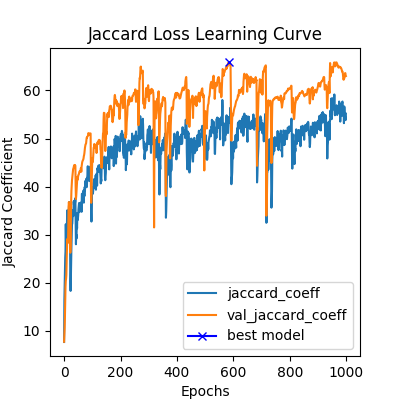 Jaccard Loss Learning Curve
Jaccard Coefficient
60
50
40
30
20
10
jaccard_coeff
val_jaccard_coeff
best model
0 200 400 600 800 1000
Epochs